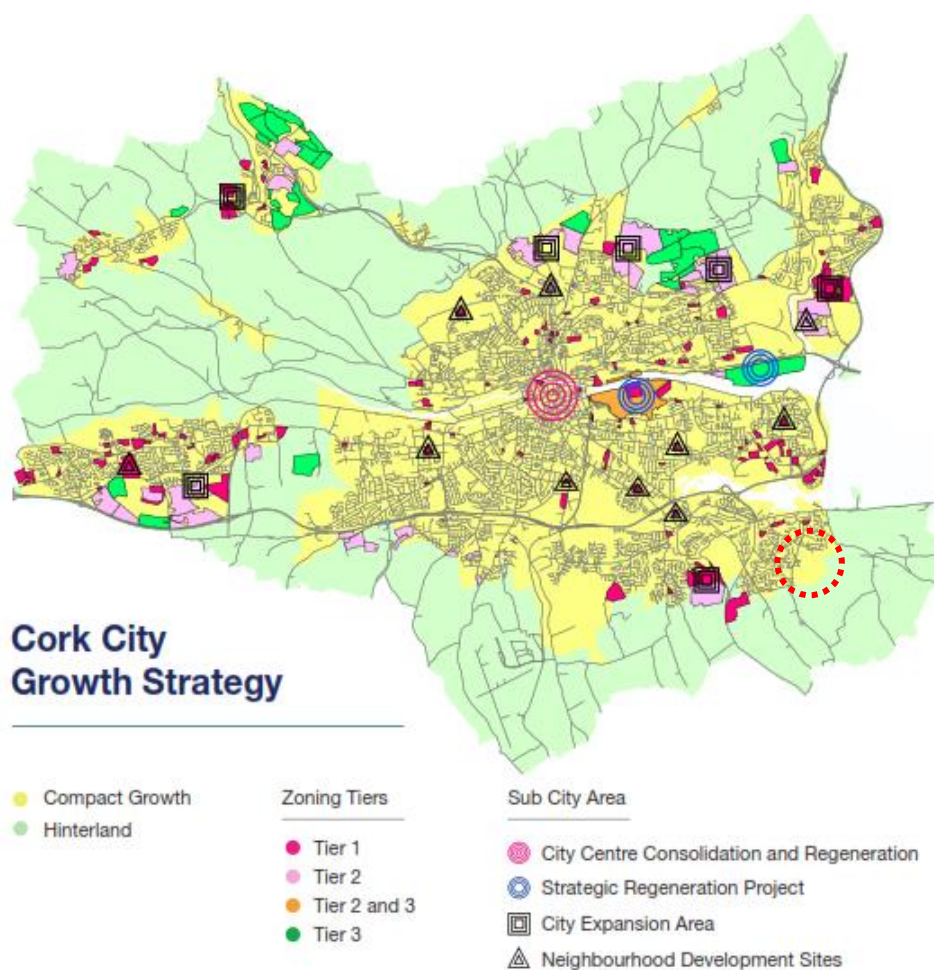 Cork City
Growth Strategy
Compact Growth
Hinterland
Zoning Tiers
Tier 1
Tier 2
Tier 2 and 3
Tier 3
Sub City Area
City Centre Consolidation and Regeneration
Strategic Regeneration Project
City Expansion Area
Neighbourhood Development Sites